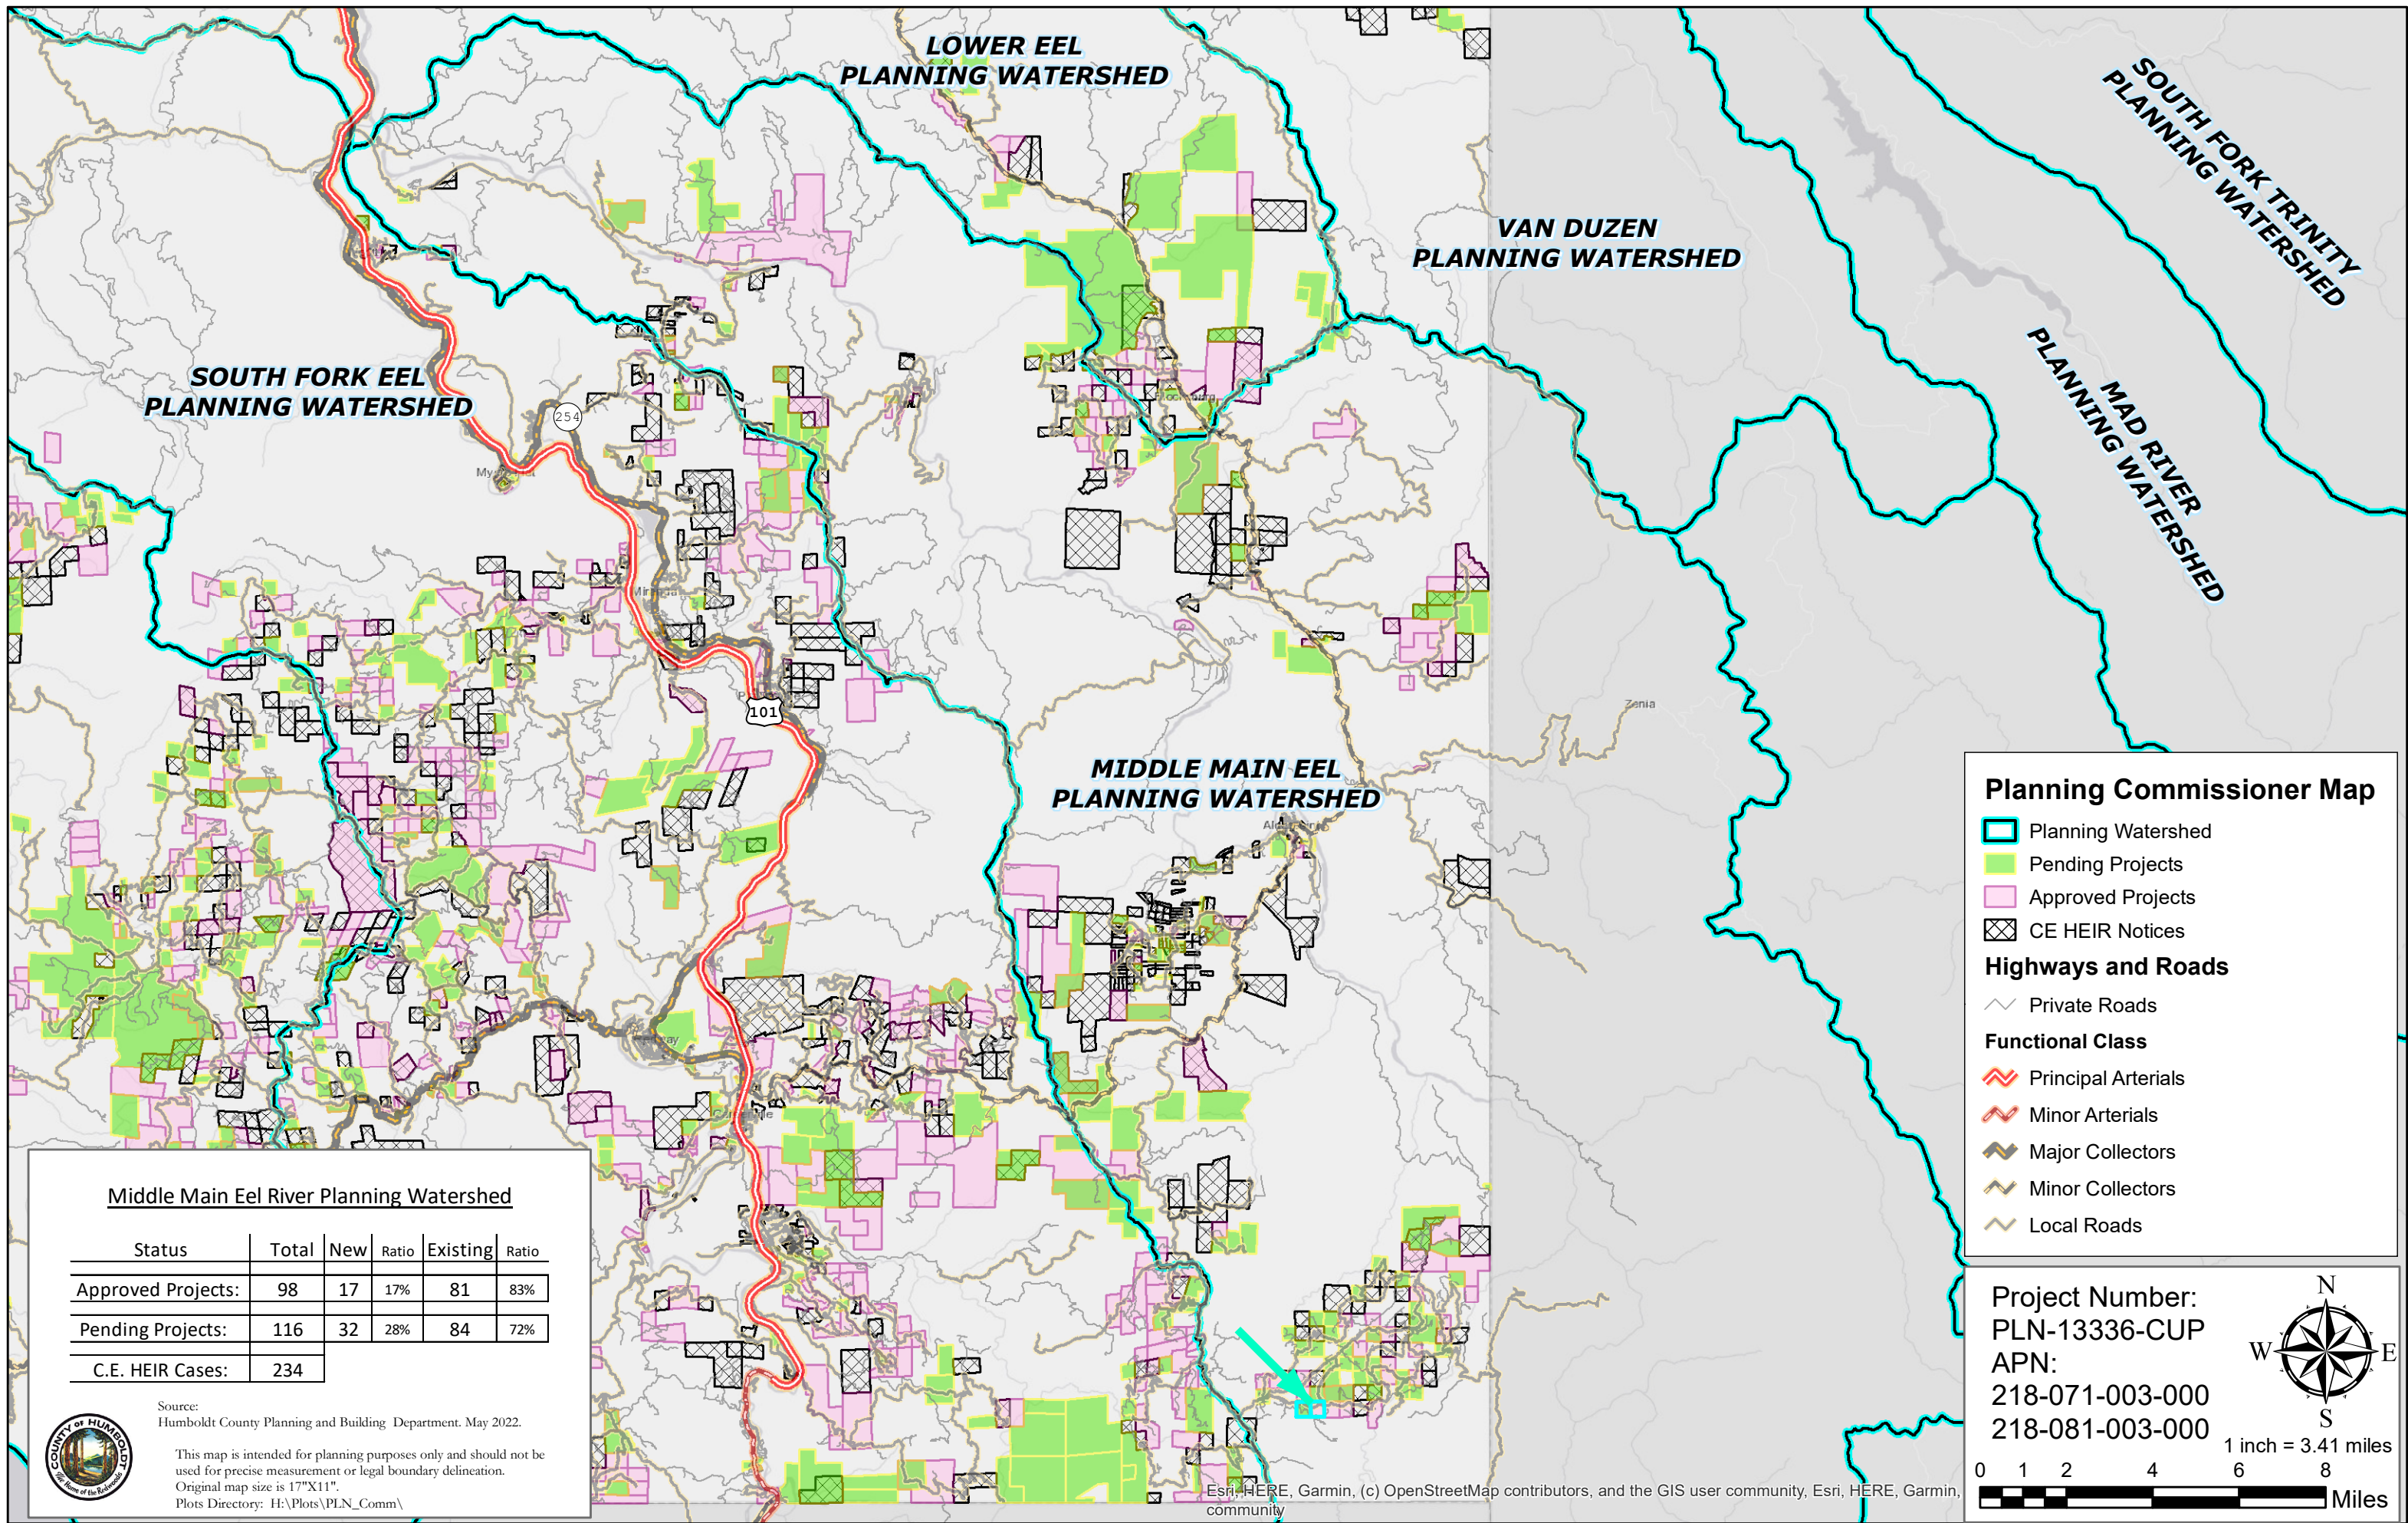 LOWER EEL
PLANNING WATERSHED
SOUTH FORK TRINITY
PLANNING WATERSHED
VAN DUZEN
PLANNING WATERSHED
MAD RIVER
PLANNING WATERSHED
SOUTH FORK EEL
PLANNING WATERSHED
254
101
Zenia
MIDDLE MAIN EEL
PLANNING WATERSHED
Planning Commissioner Map
Planning Watershed
Pending Projects
Approved Projects
CE HEIR Notices
Highways and Roads
Private Roads
Functional Class
Principal Arterials
Minor Arterials
Major Collectors
Minor Collectors
Local Roads
Middle Main Eel River Planning Watershed
Status Total New Ratio Existing Ratio
Approved Projects: 98 17 17% 81 83%
Pending Projects: 116 32 28% 84 72%
C.E. HEIR Cases: 234
Source:
Humboldt County Planning and Building Department. May 2022.
This map is intended for planning purposes only and should not be
used for precise measurement or legal boundary delineation.
Original map size is 17"X11".
Plots Directory: H:\Plots\PLN_Comm\
COUNTY OF HUMBOLDT
The Home of the Redwoods
Project Number:
PLN-13336-CUP
APN:
218-071-003-000
218-081-003-000
N
W E
S
1 inch = 3.41 miles
0 1 2 4 6 8
Miles
Esri, HERE, Garmin, (c) OpenStreetMap contributors, and the GIS user community, Esri, HERE, Garmin,
community